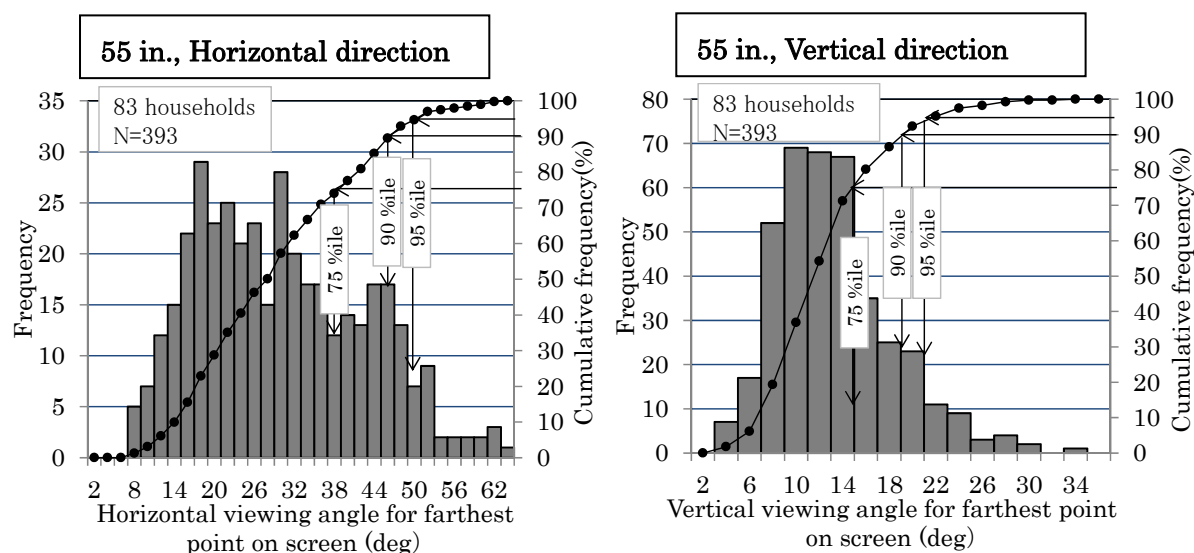 55 in., Horizontal direction
83 households
N=393
35
30
25
20
15
10
5
0
Frequency
100
90
80
70
60
50
40
30
20
10
0
Cumulative frequency(%)
75 %ile
90 %ile
95 %ile
2 8 14 20 26 32 38 44 50 56 62
Horizontal viewing angle for farthest
point on screen (deg)
55 in., Vertical direction
83 households
N=393
80
70
60
50
40
30
20
10
0
Frequency
100
90
80
70
60
50
40
30
20
10
0
Cumulative frequency(%)
75 %ile
90 %ile
95 %ile
2 6 10 14 18 22 26 30 34
Vertical viewing angle for farthest point
on screen (deg)